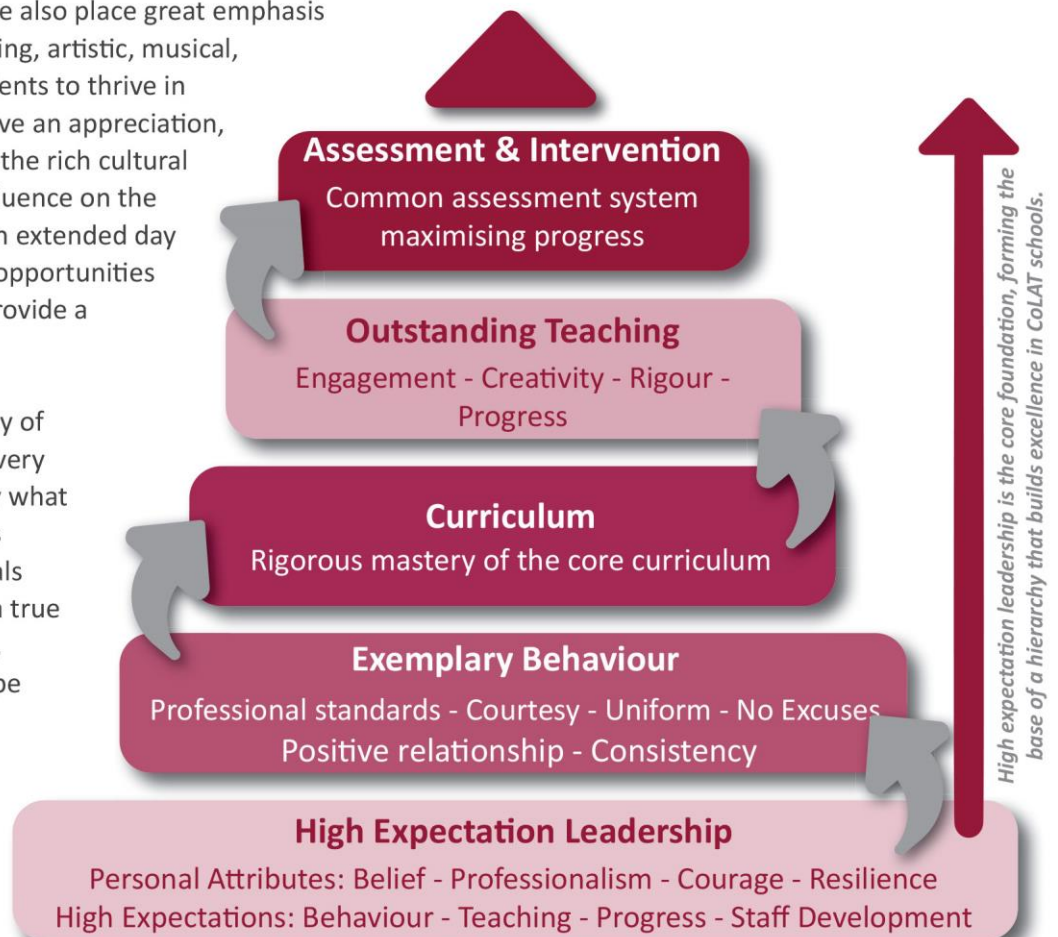 e also place great emphasis
ing, artistic, musical,
ents to thrive in
ve an appreciation,
the rich cultural
uence on the
n extended day
opportunities
rovide a
y of
very
what
als
true
be
Assessment & Intervention
Common assessment system
maximising progress
Outstanding Teaching
Engagement - Creativity - Rigour -
Progress
Curriculum
Rigorous mastery of the core curriculum
Exemplary Behaviour
Professional standards - Courtesy - Uniform - No Excuses
Positive relationship - Consistency
High Expectation Leadership
Personal Attributes: Belief - Professionalism - Courage - Resilience
High Expectations: Behaviour - Teaching - Progress - Staff Development
High expectation leadership is the core foundation, forming the
base of a hierarchy that builds excellence in CoLAT schools.